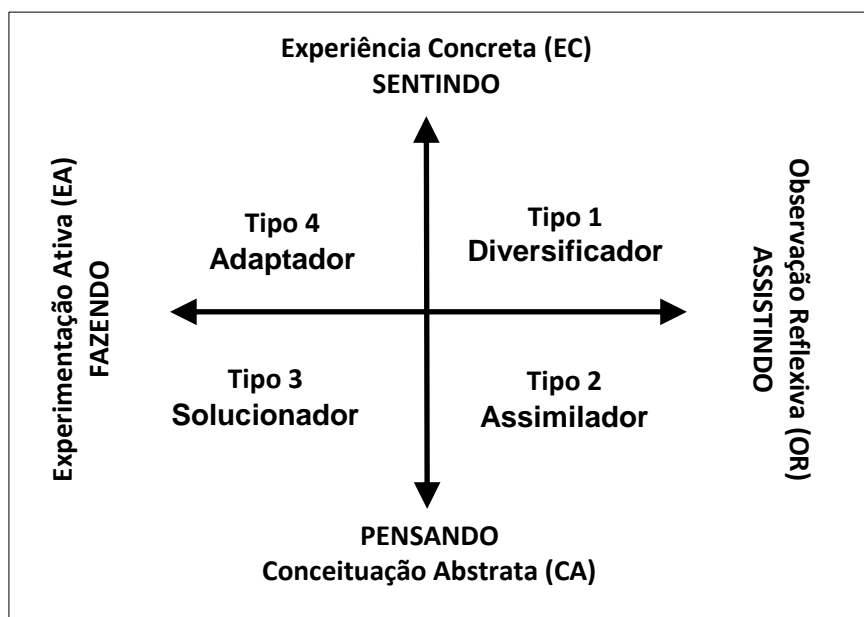 Experiência Concreta (EC)
SENTINDO
Experimentação Ativa (EA)
FAZENDO
Tipo 4
Adaptador
Tipo 1
Diversificador
Observação Reflexiva (OR)
ASSISTINDO
Tipo 3
Solucionador
Tipo 2
Assimilador
PENSANDO
Conceituação Abstrata (CA)